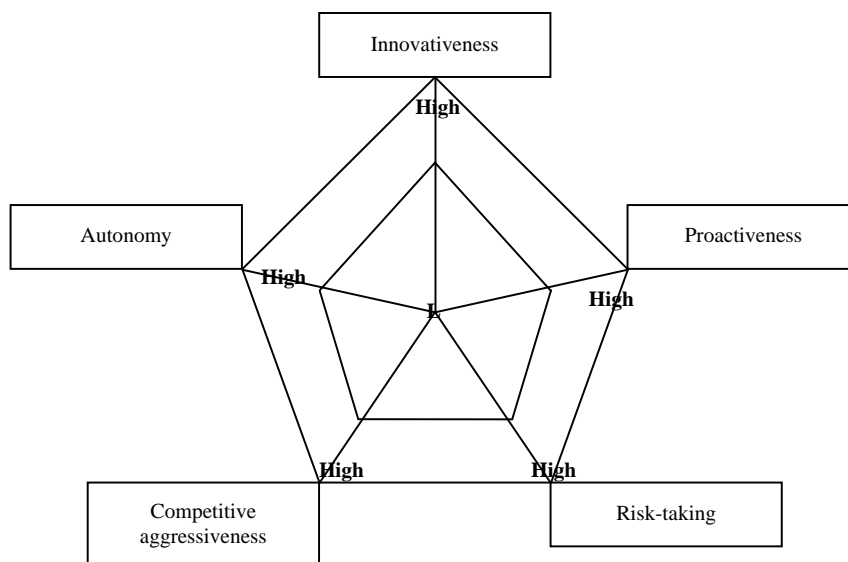 Innovativeness
High
Autonomy
Proactiveness
High
High
L
High
High
Competitive
aggressiveness
Risk-taking